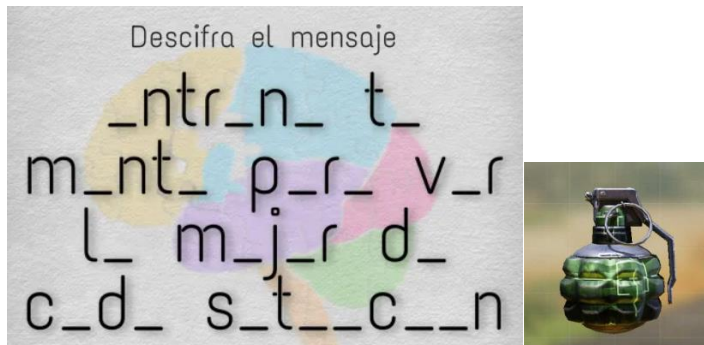 Descifra el mensaje
_ntr_n_ t_
m_nt_ p_r_ v_r
l_ m_j_r d_
c_d_ s_t__c__n